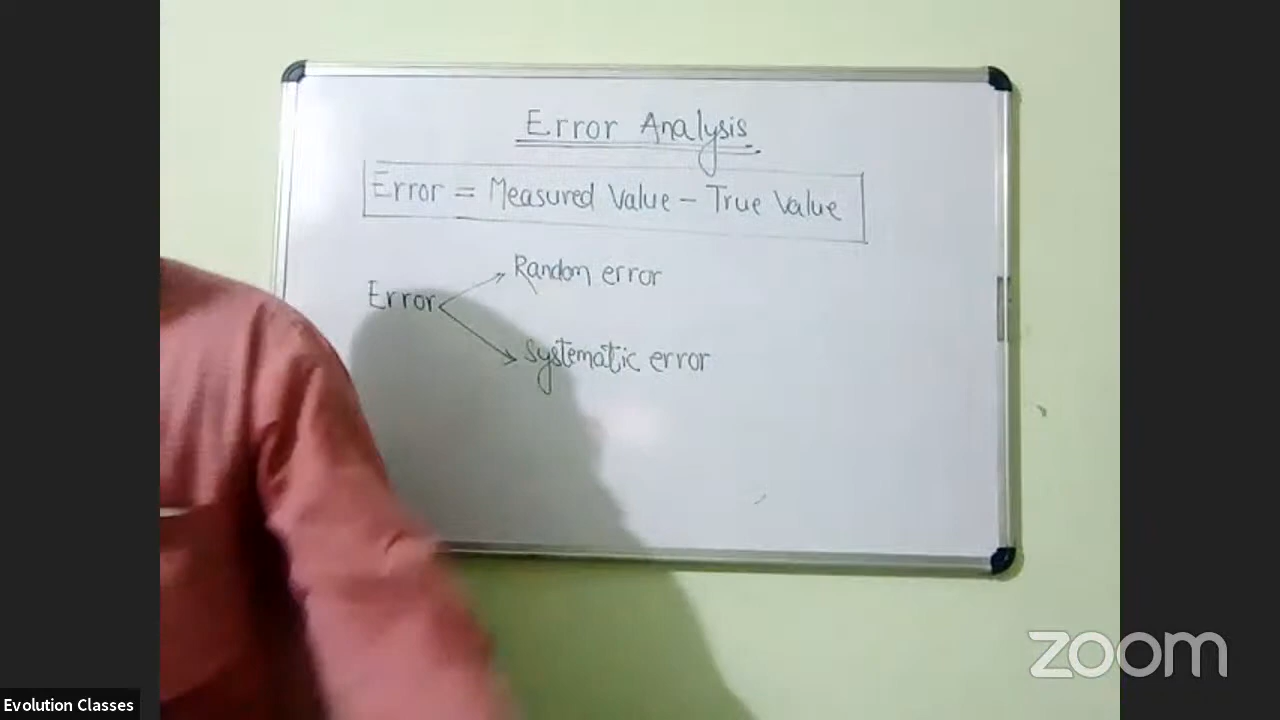 Error Analysis
Error = Measured Value - True Value
Random error
Error
Systematic error
zoom
Evolution Classes